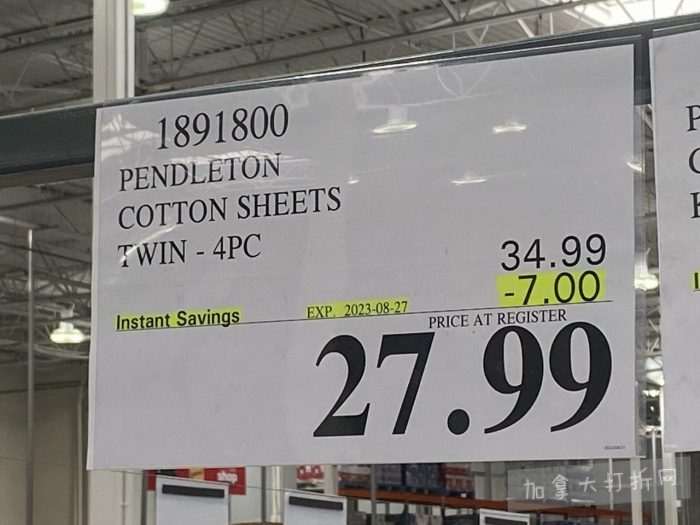 1891800
PENDLETON
COTTON SHEETS
TWIN - 4PC
34.99
-7.00
Instant Savings EXP. 2023-08-27
PRICE AT REGISTER
27.99
shop
加拿大打折网